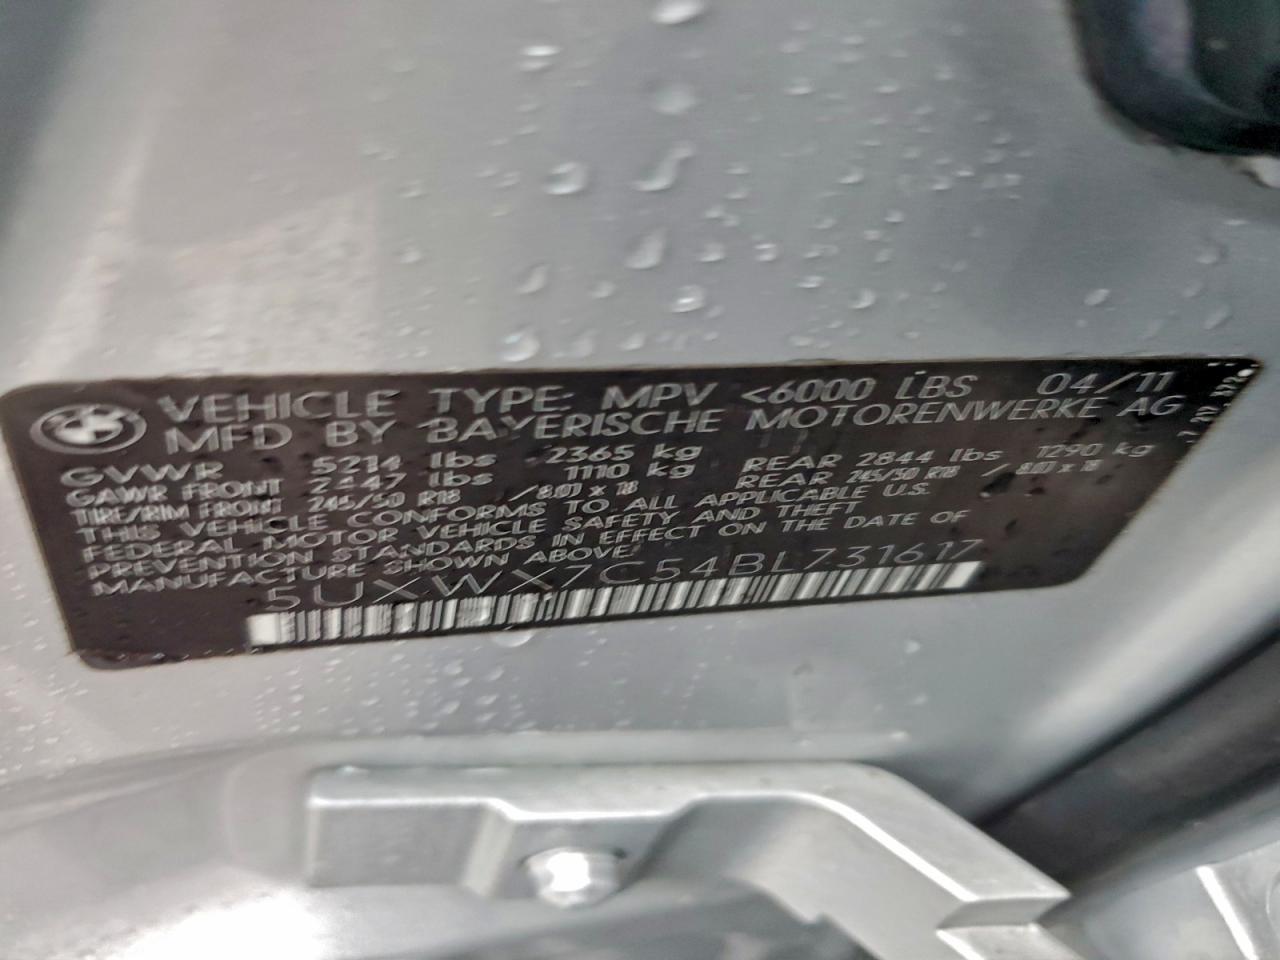 VEHICLE TYPE: MPV <6000 LBS 04/11
MFD BY BAYERISCHE MOTORENWERKE AG
GVWR 5214 lbs 2365 kg
GAWR FRONT 2447 lbs 1110 kg REAR 2844 lbs 1290 kg
TIRE/RIM FRONT 245/50 R18 / 8.0J x 18 REAR 245/50 R18 / 8.0J x 18
THIS VEHICLE CONFORMS TO ALL APPLICABLE U.S.
FEDERAL MOTOR VEHICLE SAFETY AND THEFT
PREVENTION STANDARDS IN EFFECT ON THE DATE OF
MANUFACTURE SHOWN ABOVE.
5UXWX7C54BL731617